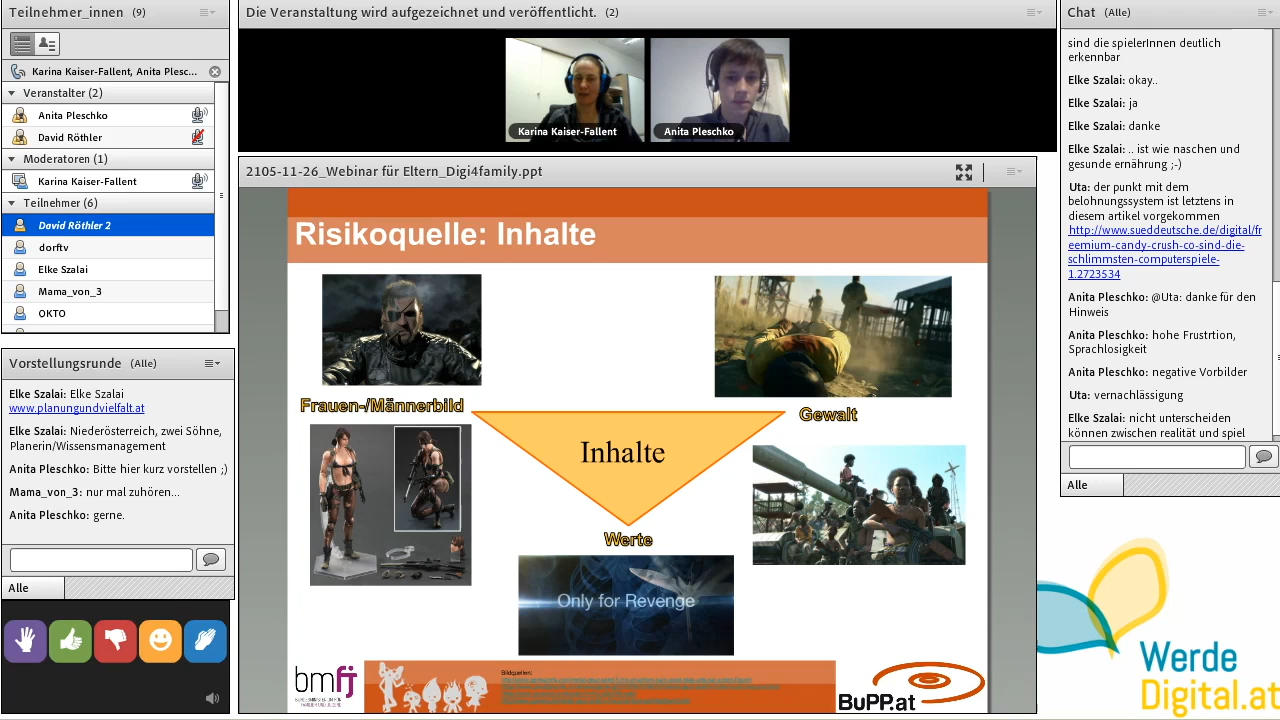 Teilnehmer_innen (9)
Karina Kaiser-Fallent, Anita Plesc...
Veranstalter (2)
Anita Pleschko
David Röthler
Moderatoren (1)
Karina Kaiser-Fallent
Teilnehmer (6)
David Röthler 2
dorftv
Elke Szalai
Mama_von_3
OKTO
Vorstellungsrunde (Alle)
Elke Szalai: Elke Szalai
www.planungundvielfalt.at
Elke Szalai: Mutter, zwei Söhne,
Planerin/Wissensmanagement
Anita Pleschko: Bitte hier kurz vorstellen ;)
Mama_von_3: nur mal zuhören...
Anita Pleschko: gerne.
Alle
Die Veranstaltung wird aufgezeichnet und veröffentlicht. (2)
Karina Kaiser-Fallent
Anita Pleschko
2105-11-26_Webinar für Eltern_Digi4family.ppt
Risikoquelle: Inhalte
Frauen-/Männerbild
Gewalt
Inhalte
Werte
Only for Revenge
bmfj
Bildquellen:
BuPP.at
Chat (Alle)
sind die spielerInnen deutlich
erkennbar
Elke Szalai: okay..
Elke Szalai: ja
Elke Szalai: danke
Elke Szalai: .. ist wie naschen und
gesunde ernährung ;-)
Uta: der punkt mit dem
belohnungssystem ist letztens in
diesem artikel vorgekommen
http://www.sueddeutsche.de/digital/fr
eemium-candy-crush-co-sind-die-
schlimmsten-computerspiele-
1.2723534
Anita Pleschko: @Uta: danke für den
Hinweis
Anita Pleschko: hohe Frustrtion,
Sprachlosigkeit
Anita Pleschko: negative Vorbilder
Uta: vernachlässigung
Elke Szalai: nicht unterscheiden
können zwischen realität und spiel
Alle
Werde
Digital.at